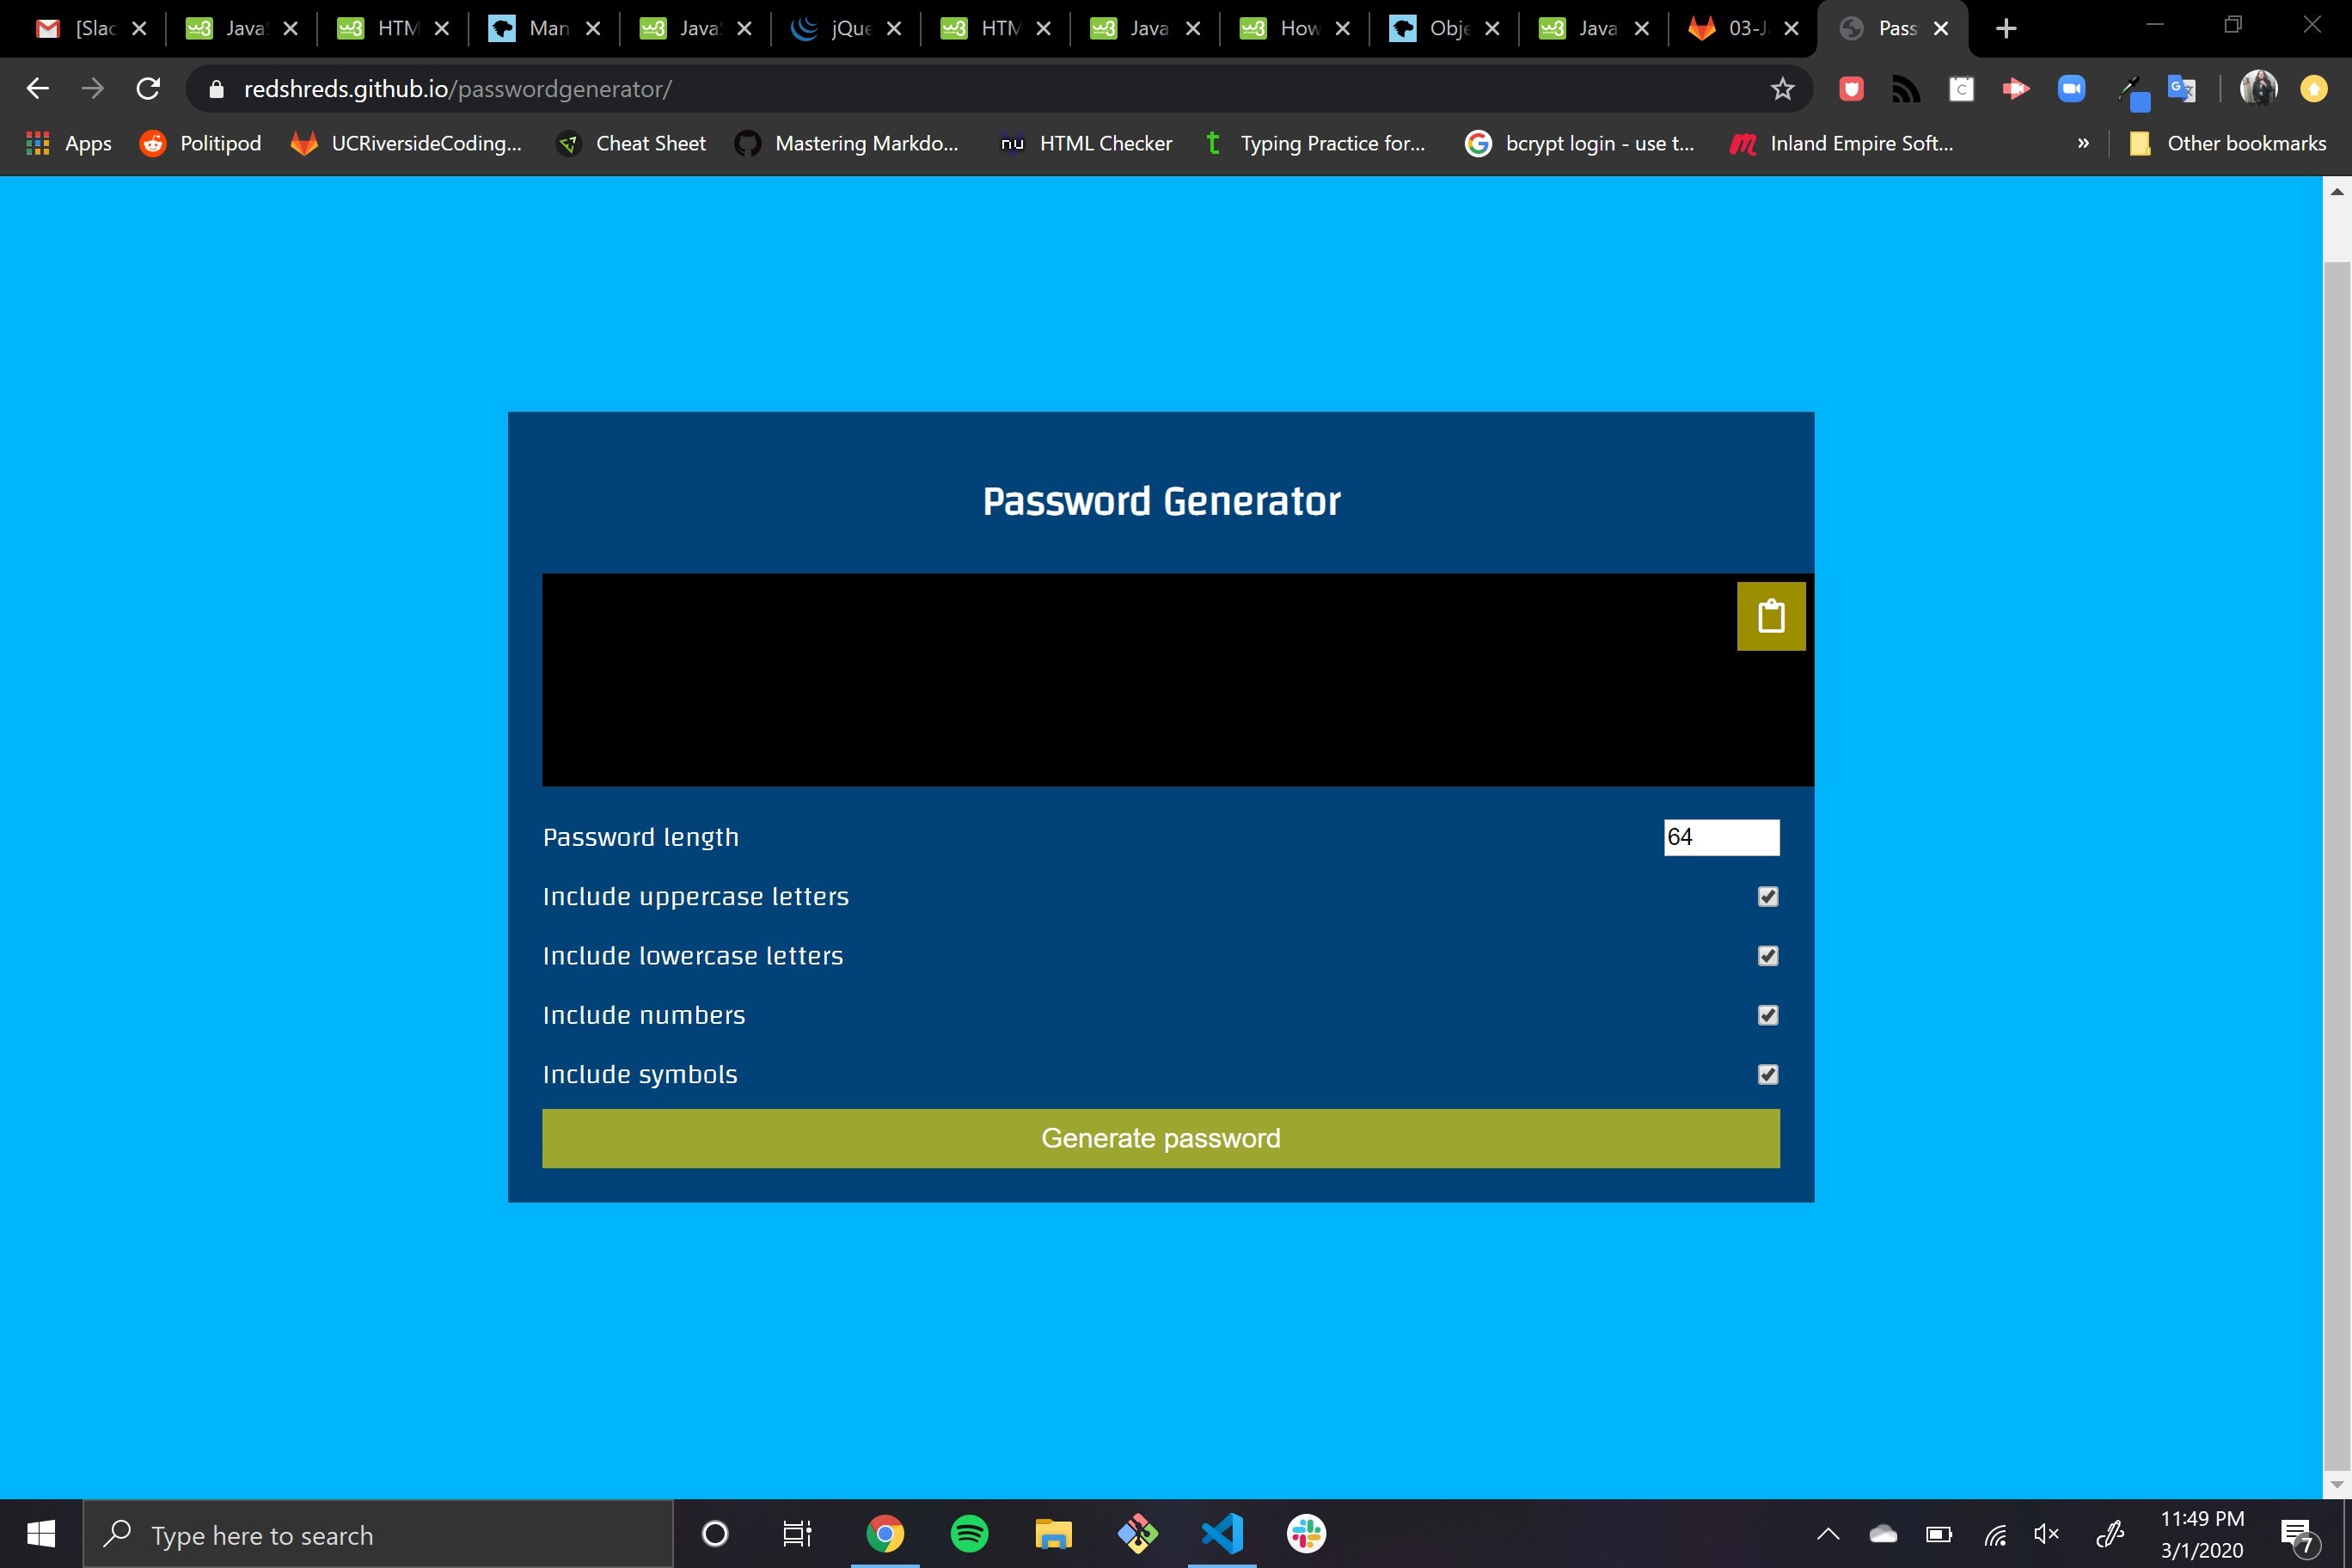 [Slac Java HTM Man Java jQue HTM Java How Obje Java 03-J Pass
redshreds.github.io/passwordgenerator/
Apps Politipod UCRiversideCoding... Cheat Sheet Mastering Markdo... nu HTML Checker t Typing Practice for... bcrypt login - use t... Inland Empire Soft... » Other bookmarks
Password Generator
Password length 64
Include uppercase letters
Include lowercase letters
Include numbers
Include symbols
Generate password
Type here to search
11:49 PM
3/1/2020
7